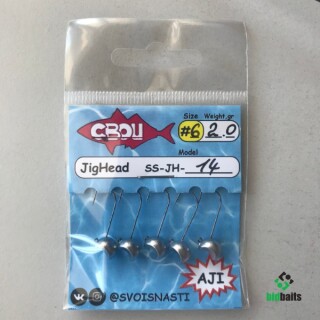 СВОИ
Size Weight.gr
#6 2.0
Model
JigHead SS-JH- 14
AJI
@SVOISNASTI
bigbaits